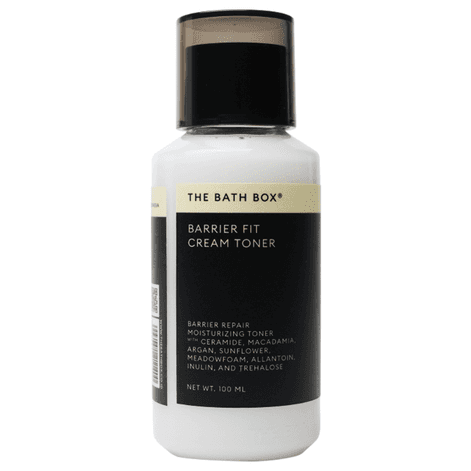 THE BATH BOX®
BARRIER FIT
CREAM TONER
BARRIER REPAIR
MOISTURIZING TONER
WITH CERAMIDE, MACADAMIA,
ARGAN, SUNFLOWER,
MEADOWFOAM, ALLANTOIN,
INULIN, AND TREHALOSE
NET WT. 100 ML